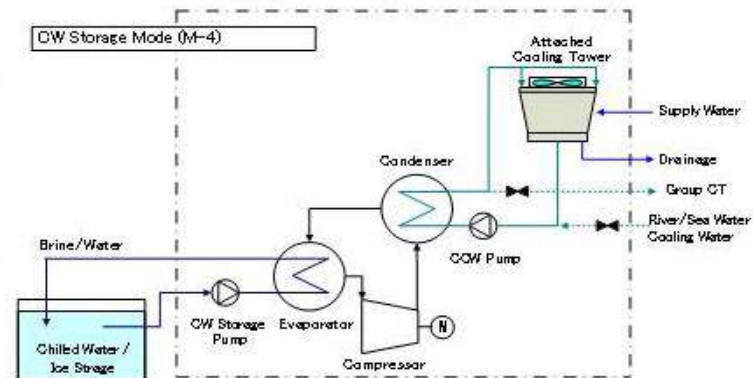 CW Storage Mode (M-4)
Attached
Cooling Tower
Supply Water
Drainage
Condenser
Group CT
River/Sea Water
Cooling Water
Brine/Water
CCW Pump
CW Storage
Pump
Evaporator
N
Chilled Water /
Ice Strage
Compressor